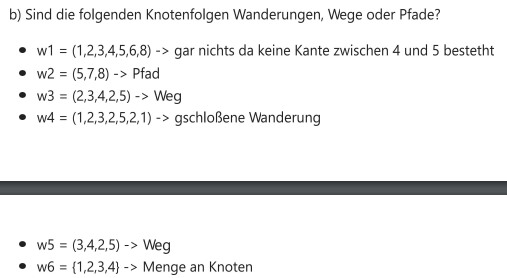 b) Sind die folgenden Knotenfolgen Wanderungen, Wege oder Pfade?
• w1 = (1,2,3,4,5,6,8) -> gar nichts da keine Kante zwischen 4 und 5 bestetht
• w2 = (5,7,8) -> Pfad
• w3 = (2,3,4,2,5) -> Weg
• w4 = (1,2,3,2,5,2,1) -> gschloßene Wanderung
• w5 = (3,4,2,5) -> Weg
• w6 = {1,2,3,4} -> Menge an Knoten